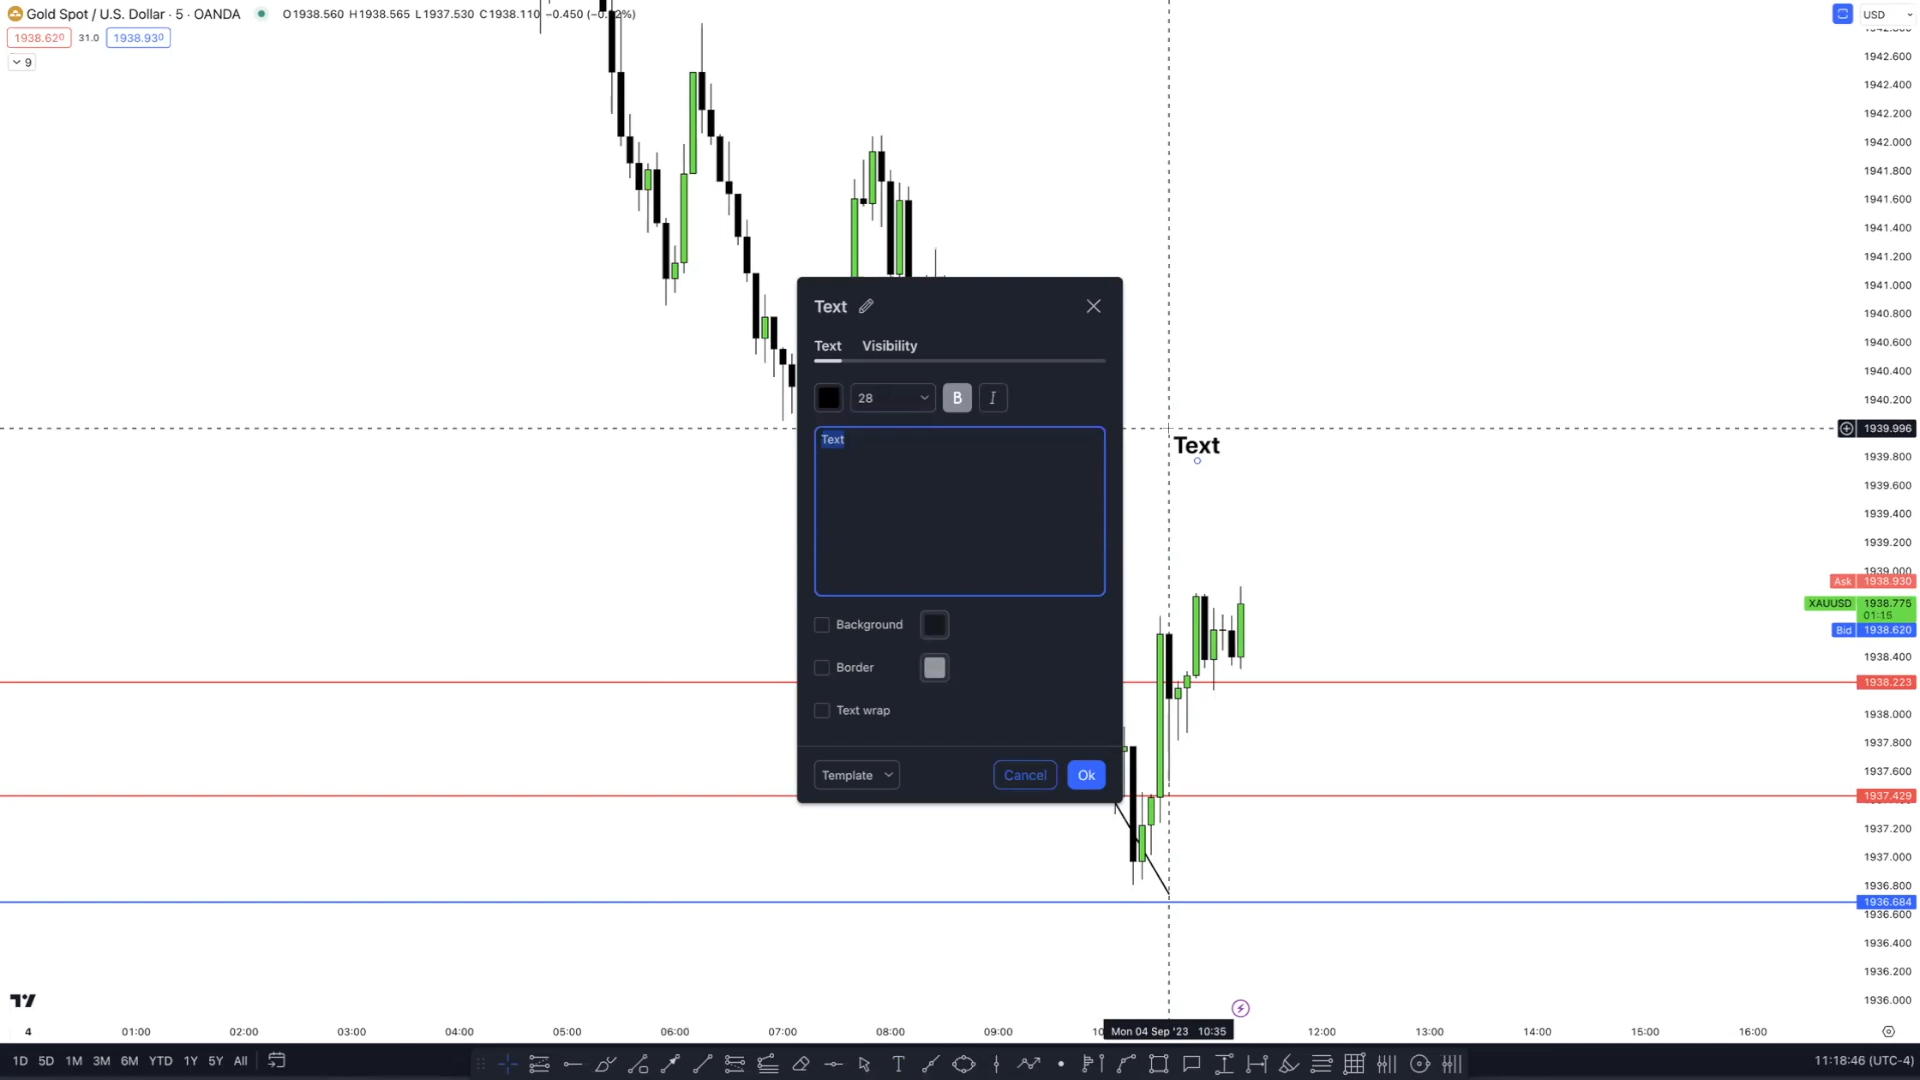 Gold Spot / U.S. Dollar · 5 · OANDA
O1938.560 H1938.565 L1937.530 C1938.110 −0.450
USD
1938.620 31.0 1938.930
9
1942.600
1942.400
1942.200
1942.000
1941.800
1941.600
1941.400
1941.200
1941.000
1940.800
1940.600
1940.400
1940.200
1939.996
1939.800
1939.600
1939.400
1939.200
1939.000
Ask 1938.930
XAUUSD 1938.775
01:15
Bid 1938.620
1938.400
1938.223
1938.000
1937.800
1937.600
1937.429
1937.200
1937.000
1936.800
1936.684
1936.600
1936.400
1936.200
1936.000
Text
Text Visibility
28 B I
Text
Text
Background
Border
Text wrap
Template Cancel Ok
4 01:00 02:00 03:00 04:00 05:00 06:00 07:00 08:00 09:00 Mon 04 Sep '23 10:35 12:00 13:00 14:00 15:00 16:00
1D 5D 1M 3M 6M YTD 1Y 5Y All 11:18:46 (UTC-4)